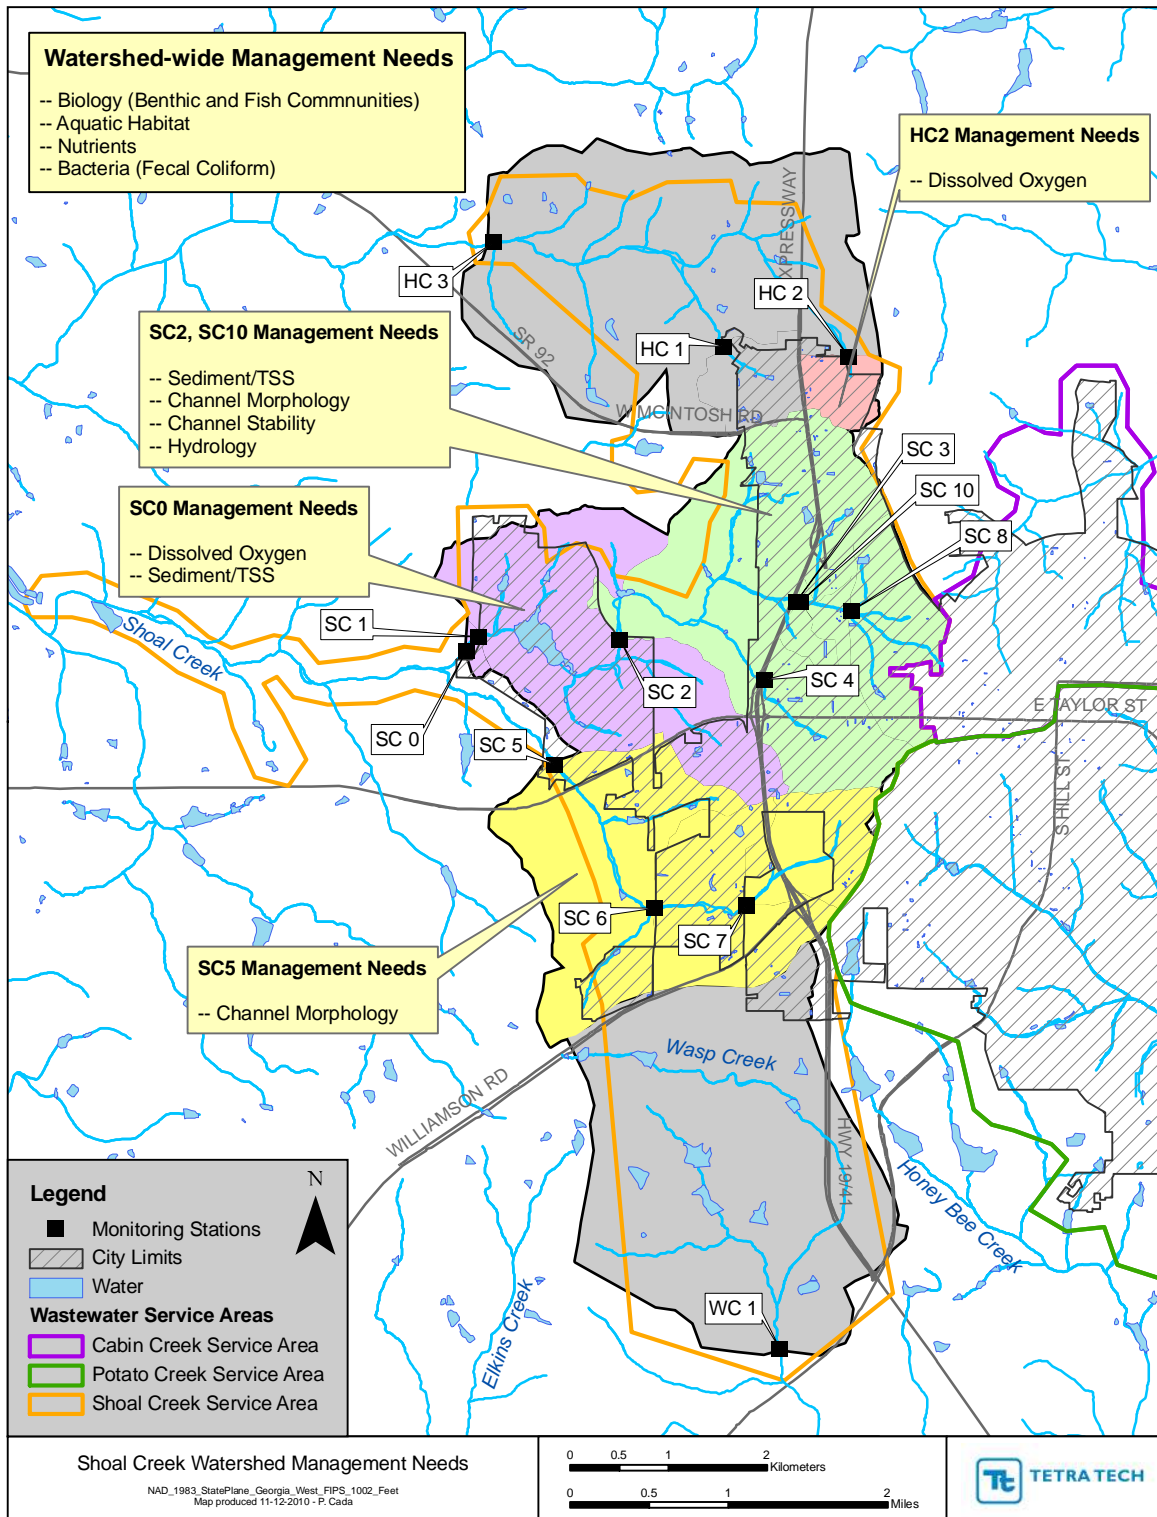 Watershed-wide Management Needs
-- Biology (Benthic and Fish Commnunities)
-- Aquatic Habitat
-- Nutrients
-- Bacteria (Fecal Coliform)
HC2 Management Needs
-- Dissolved Oxygen
XPRESSWAY
HC 3
HC 2
SC2, SC10 Management Needs
-- Sediment/TSS
-- Channel Morphology
-- Channel Stability
-- Hydrology
SR 92
HC 1
W MCINTOSH RD
SC 3
SC 10
SC 8
SC0 Management Needs
-- Dissolved Oxygen
-- Sediment/TSS
Shoal Creek
SC 1
SC 2
SC 4
SC 0
SC 5
E TAYLOR ST
S HILL ST
SC 6
SC 7
SC5 Management Needs
-- Channel Morphology
Wasp Creek
WILLIAMSON RD
HWY 19/41
Honey Bee Creek
Elkins Creek
WC 1
Legend
N
Monitoring Stations
City Limits
Water
Wastewater Service Areas
Cabin Creek Service Area
Potato Creek Service Area
Shoal Creek Service Area
Shoal Creek Watershed Management Needs
NAD_1983_StatePlane_Georgia_West_FIPS_1002_Feet
Map produced 11-12-2010 - P. Cada
0 0.5 1 2
Kilometers
0 0.5 1 2
Miles
Tt
TETRA TECH